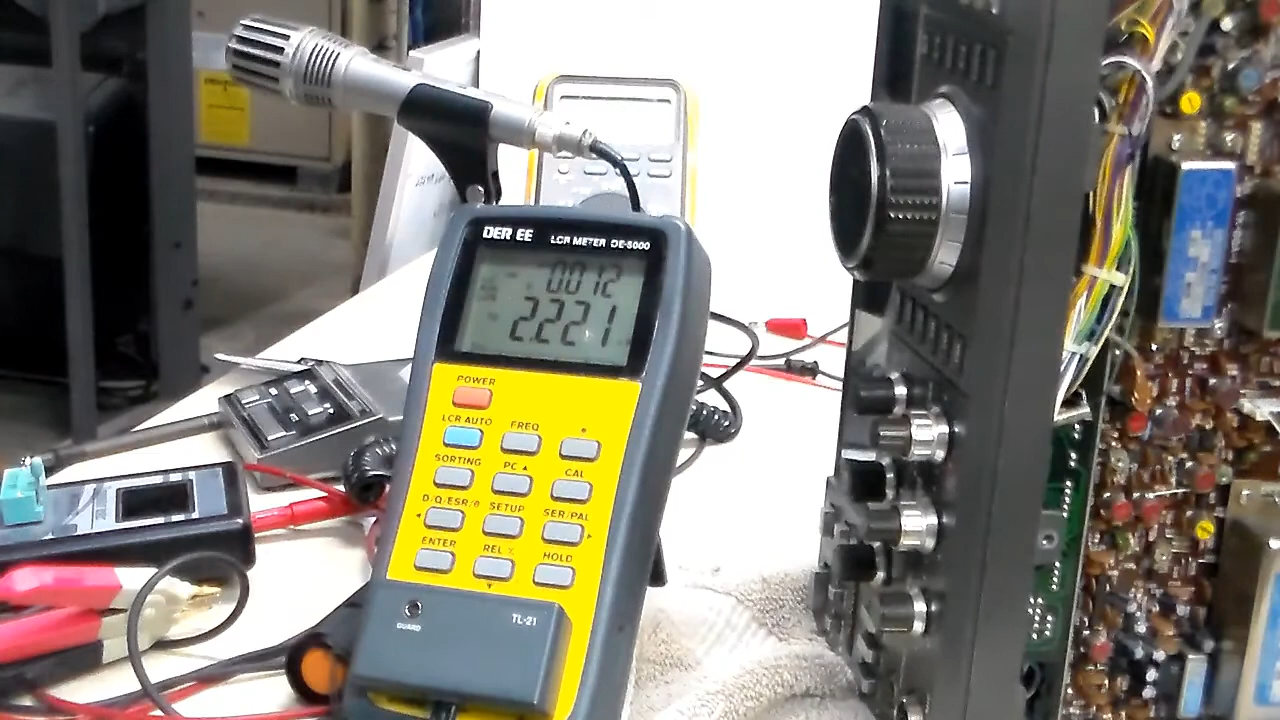 DER EE LCR METER DE-5000
0.012
2.221
POWER
LCR AUTO FREQ
SORTING PC ▲ CAL
D/Q/ESR/θ SETUP SER/PAL
ENTER REL % HOLD
GUARD TL-21